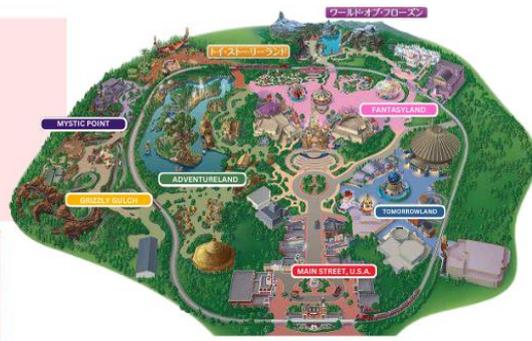 ワールド・オブ・フローズン
トイ・ストーリーランド
FANTASYLAND
MYSTIC POINT
ADVENTURELAND
GRIZZLY GULCH
TOMORROWLAND
MAIN STREET, U.S.A.